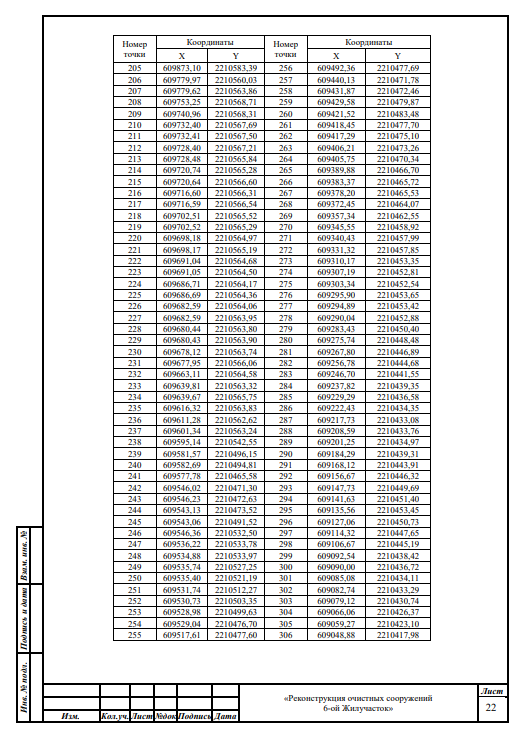 Номер точки Координаты Номер точки Координаты
X Y X Y
205 609873,10 2210583,39 256 609492,36 2210477,69
206 609779,97 2210560,03 257 609440,13 2210471,78
207 609779,62 2210563,86 258 609431,87 2210472,46
208 609753,25 2210568,71 259 609429,58 2210479,87
209 609740,96 2210568,31 260 609421,52 2210483,48
210 609732,40 2210567,69 261 609418,45 2210477,70
211 609732,41 2210567,50 262 609417,29 2210475,10
212 609728,40 2210567,21 263 609406,21 2210473,26
213 609728,48 2210565,84 264 609405,75 2210470,34
214 609720,74 2210565,28 265 609389,88 2210466,70
215 609720,64 2210566,60 266 609383,37 2210465,72
216 609716,60 2210566,31 267 609378,20 2210465,53
217 609716,59 2210566,54 268 609372,45 2210464,07
218 609702,51 2210565,52 269 609357,34 2210462,55
219 609702,52 2210565,29 270 609345,55 2210458,92
220 609698,18 2210564,97 271 609340,43 2210457,99
221 609698,17 2210565,19 272 609331,32 2210457,85
222 609691,04 2210564,68 273 609310,17 2210453,35
223 609691,05 2210564,50 274 609307,19 2210452,81
224 609686,71 2210564,17 275 609303,34 2210452,54
225 609686,69 2210564,36 276 609295,90 2210453,65
226 609682,59 2210564,06 277 609294,89 2210453,42
227 609682,59 2210563,95 278 609290,04 2210452,88
228 609680,44 2210563,80 279 609283,43 2210450,40
229 609680,43 2210563,90 280 609275,74 2210448,48
230 609678,12 2210563,74 281 609267,80 2210446,89
231 609677,95 2210566,06 282 609256,78 2210444,68
232 609663,11 2210564,58 283 609246,70 2210441,55
233 609639,81 2210563,32 284 609237,82 2210439,35
234 609639,67 2210565,75 285 609229,29 2210436,58
235 609616,32 2210563,83 286 609222,43 2210434,35
236 609611,28 2210562,62 287 609217,73 2210433,08
237 609601,34 2210563,24 288 609208,59 2210433,76
238 609595,14 2210542,55 289 609201,25 2210434,97
239 609581,57 2210496,15 290 609184,29 2210439,31
240 609582,69 2210494,81 291 609168,12 2210443,91
241 609577,78 2210465,58 292 609156,67 2210446,32
242 609546,02 2210471,30 293 609147,73 2210449,69
243 609546,23 2210472,63 294 609141,63 2210451,40
244 609543,13 2210473,52 295 609135,56 2210453,45
245 609543,06 2210491,52 296 609127,06 2210450,73
246 609546,36 2210532,50 297 609114,32 2210447,65
247 609536,22 2210533,78 298 609106,67 2210445,19
248 609534,88 2210533,97 299 609092,54 2210438,42
249 609535,74 2210527,25 300 609090,00 2210436,72
250 609535,40 2210521,19 301 609085,08 2210434,11
251 609531,74 2210512,27 302 609082,74 2210433,29
252 609530,73 2210503,35 303 609079,12 2210430,74
253 609528,98 2210499,63 304 609066,06 2210426,37
254 609529,04 2210476,70 305 609059,27 2210423,10
255 609517,61 2210477,60 306 609048,88 2210417,98
Взам. инв. №
Подпись и дата
Инв. № подл.
Изм. Кол.уч. Лист №док Подпись Дата
«Реконструкция очистных сооружений
6-ой Жилучасток»
Лист
22